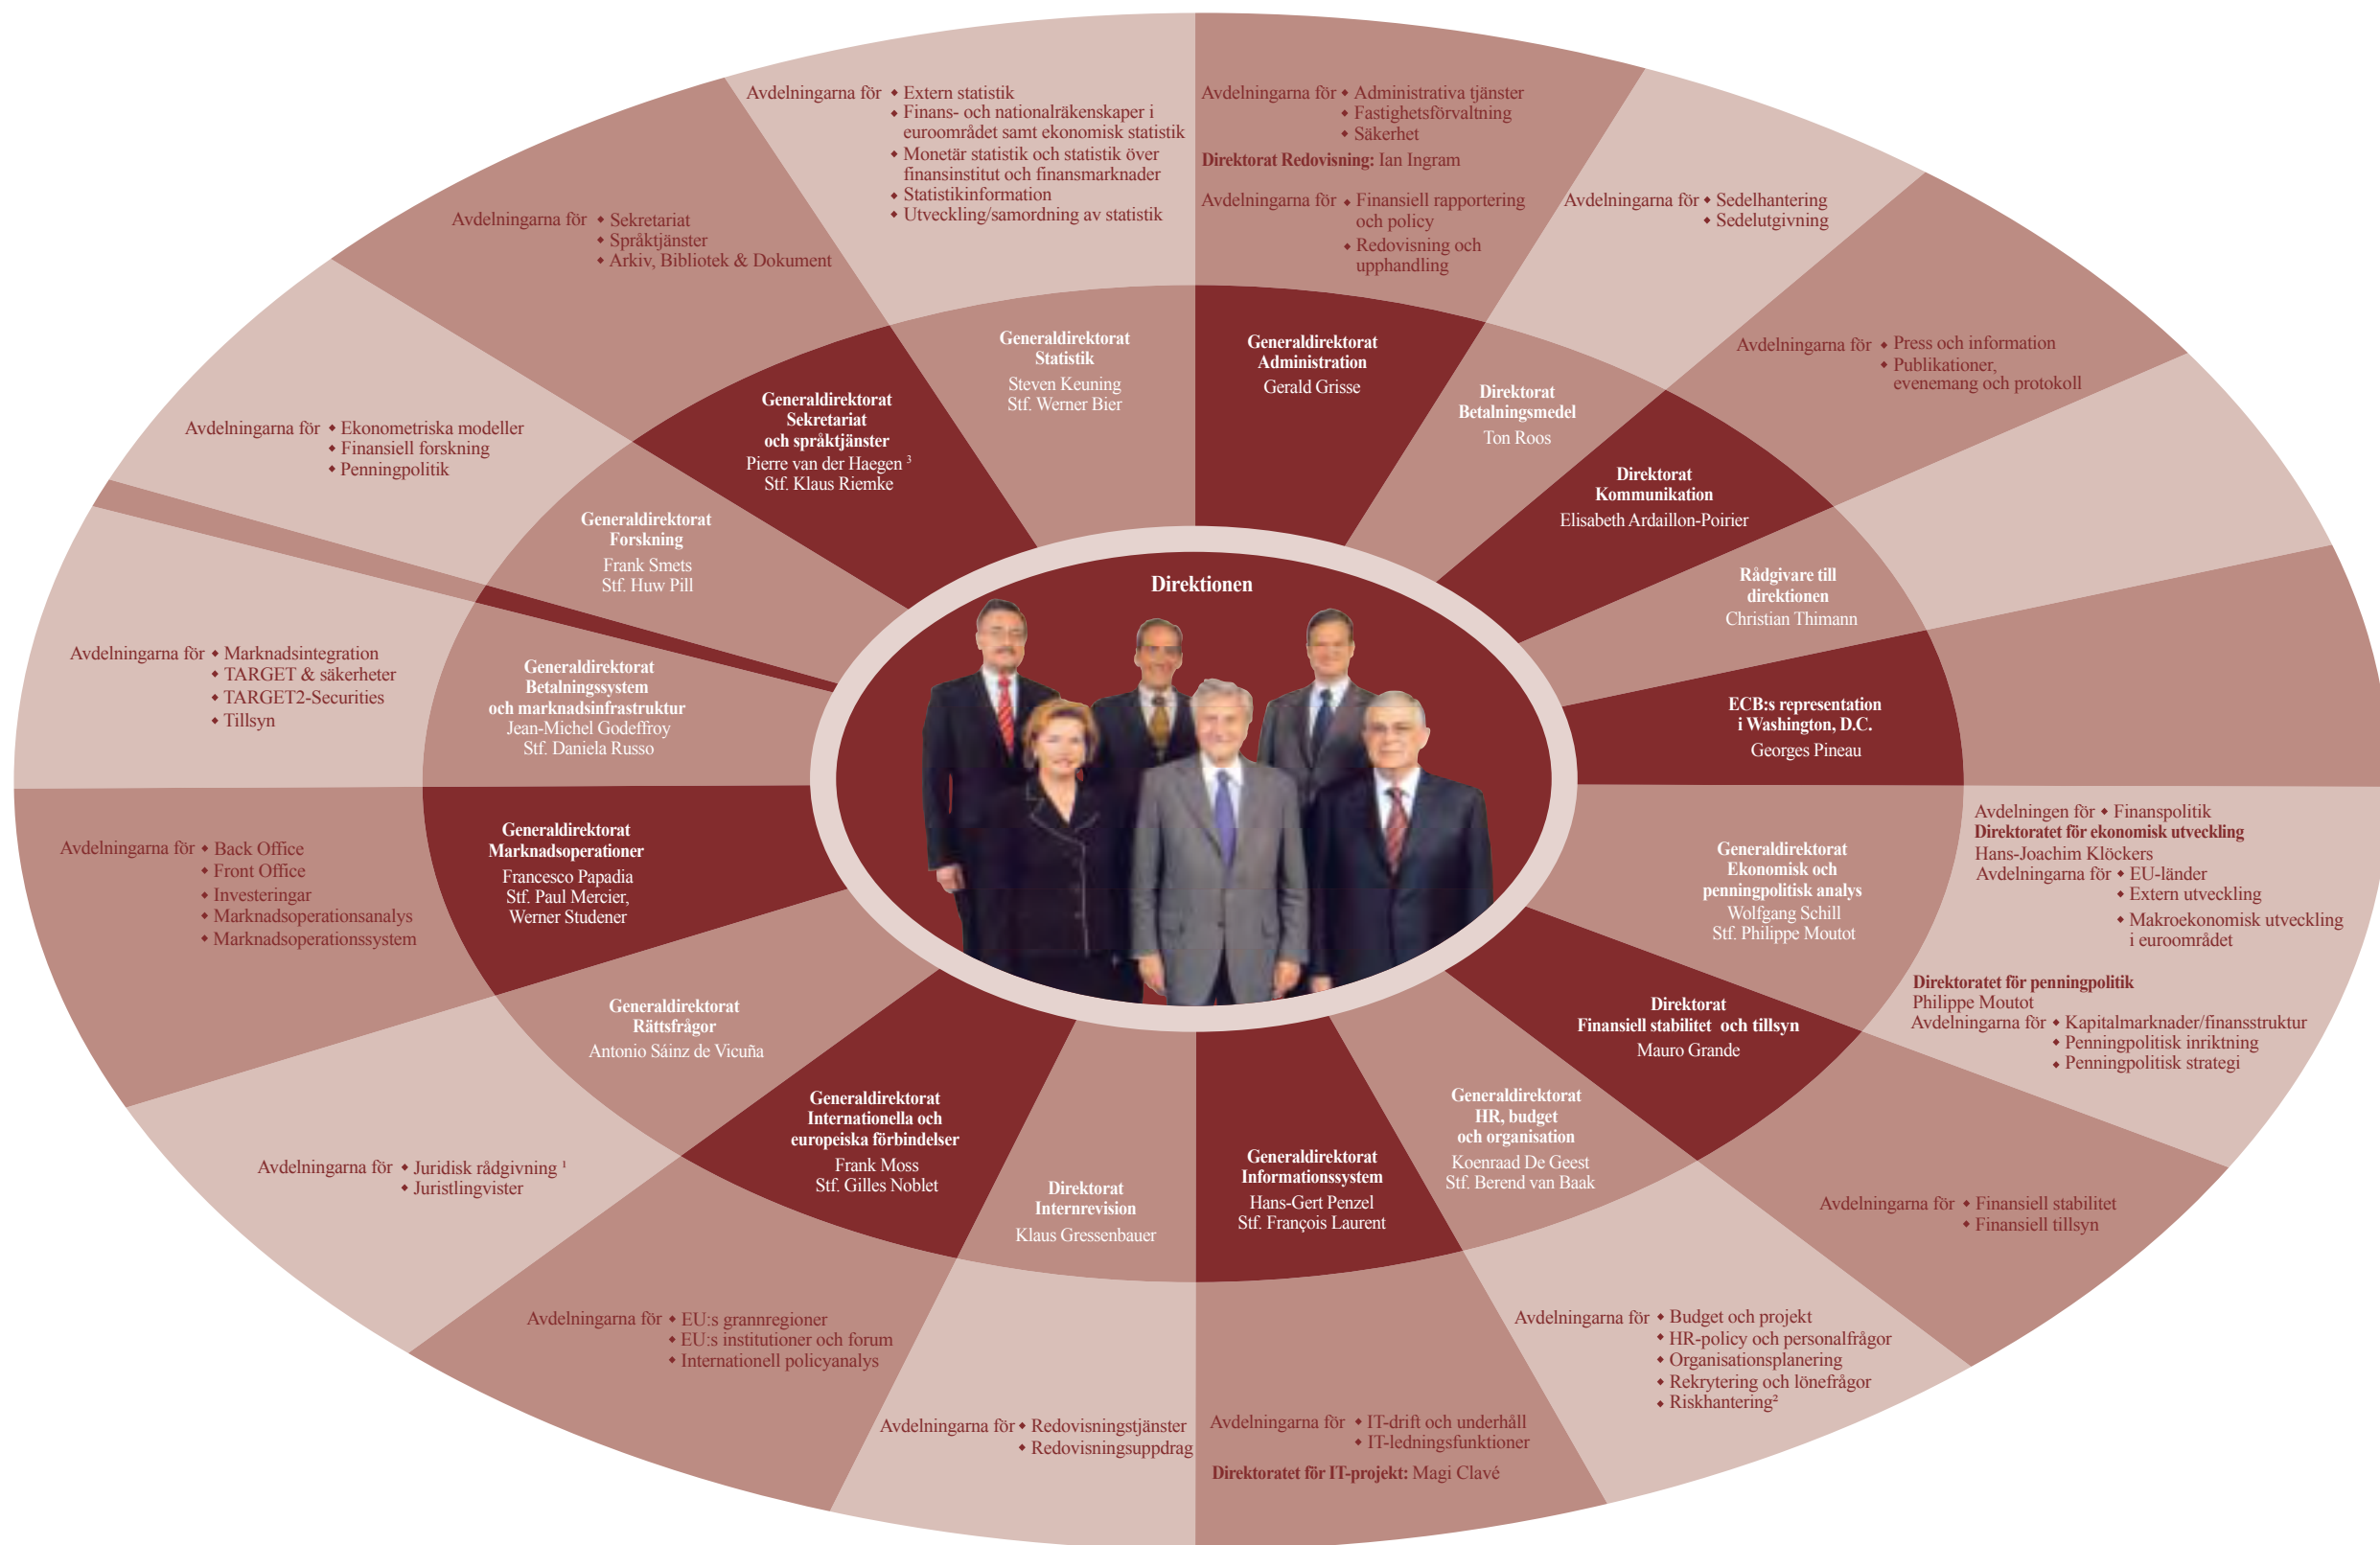 Direktionen
Generaldirektorat
Administration
Gerald Grisse
Avdelningarna för ◆ Administrativa tjänster
◆ Fastighetsförvaltning
◆ Säkerhet
Direktorat Redovisning: Ian Ingram
Avdelningarna för ◆ Finansiell rapportering
och policy
◆ Redovisning och
upphandling
Direktorat
Betalningsmedel
Ton Roos
Avdelningarna för ◆ Sedelhantering
◆ Sedelutgivning
Direktorat
Kommunikation
Elisabeth Ardaillon-Poirier
Avdelningarna för ◆ Press och information
◆ Publikationer,
evenemang och protokoll
Rådgivare till
direktionen
Christian Thimann
ECB:s representation
i Washington, D.C.
Georges Pineau
Generaldirektorat
Ekonomisk och
penningpolitisk analys
Wolfgang Schill
Stf. Philippe Moutot
Avdelningen för ◆ Finanspolitik
Direktoratet för ekonomisk utveckling
Hans-Joachim Klöckers
Avdelningarna för ◆ EU-länder
◆ Extern utveckling
◆ Makroekonomisk utveckling
i euroområdet
Direktoratet för penningpolitik
Philippe Moutot
Avdelningarna för ◆ Kapitalmarknader/finansstruktur
◆ Penningpolitisk inriktning
◆ Penningpolitisk strategi
Direktorat
Finansiell stabilitet och tillsyn
Mauro Grande
Avdelningarna för ◆ Finansiell stabilitet
◆ Finansiell tillsyn
Generaldirektorat
HR, budget
och organisation
Koenraad De Geest
Stf. Berend van Baak
Avdelningarna för ◆ Budget och projekt
◆ HR-policy och personalfrågor
◆ Organisationsplanering
◆ Rekrytering och lönefrågor
◆ Riskhantering²
Generaldirektorat
Informationssystem
Hans-Gert Penzel
Stf. François Laurent
Avdelningarna för ◆ IT-drift och underhåll
◆ IT-ledningsfunktioner
Direktoratet för IT-projekt: Magi Clavé
Direktorat
Internrevision
Klaus Gressenbauer
Avdelningarna för ◆ Redovisningstjänster
◆ Redovisningsuppdrag
Generaldirektorat
Internationella och
europeiska förbindelser
Frank Moss
Stf. Gilles Noblet
Avdelningarna för ◆ EU:s grannregioner
◆ EU:s institutioner och forum
◆ Internationell policyanalys
Generaldirektorat
Rättsfrågor
Antonio Sáinz de Vicuña
Avdelningarna för ◆ Juridisk rådgivning ¹
◆ Juristlingvister
Generaldirektorat
Marknadsoperationer
Francesco Papadia
Stf. Paul Mercier,
Werner Studener
Avdelningarna för ◆ Back Office
◆ Front Office
◆ Investeringar
◆ Marknadsoperationsanalys
◆ Marknadsoperationssystem
Generaldirektorat
Betalningssystem
och marknadsinfrastruktur
Jean-Michel Godeffroy
Stf. Daniela Russo
Avdelningarna för ◆ Marknadsintegration
◆ TARGET & säkerheter
◆ TARGET2-Securities
◆ Tillsyn
Generaldirektorat
Forskning
Frank Smets
Stf. Huw Pill
Avdelningarna för ◆ Ekonometriska modeller
◆ Finansiell forskning
◆ Penningpolitik
Generaldirektorat
Sekretariat
och språktjänster
Pierre van der Haegen ³
Stf. Klaus Riemke
Avdelningarna för ◆ Sekretariat
◆ Språktjänster
◆ Arkiv, Bibliotek & Dokument
Generaldirektorat
Statistik
Steven Keuning
Stf. Werner Bier
Avdelningarna för ◆ Extern statistik
◆ Finans- och nationalräkenskaper i
euroområdet samt ekonomisk statistik
◆ Monetär statistik och statistik över
finansinstitut och finansmarknader
◆ Statistikinformation
◆ Utveckling/samordning av statistik